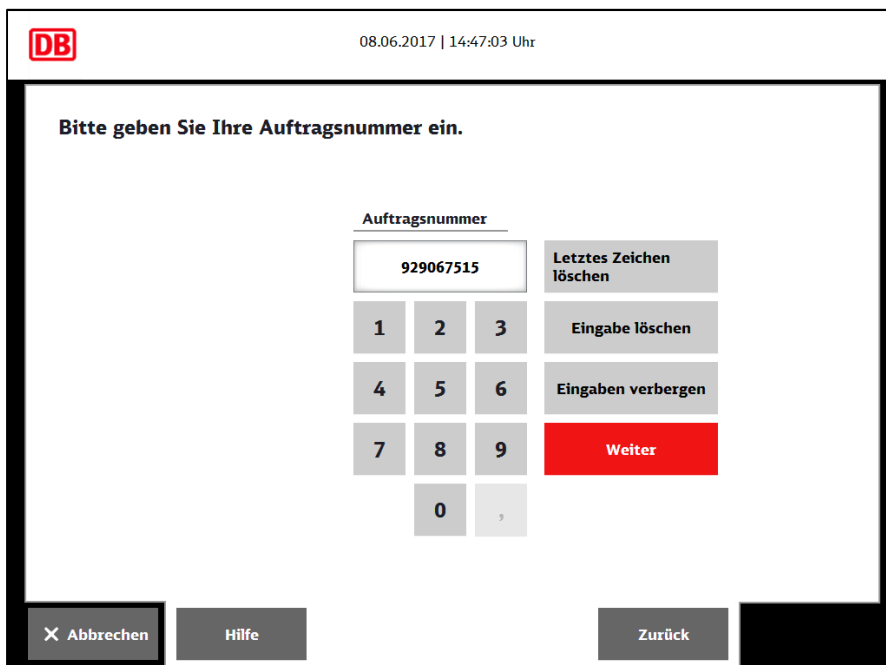 DB
08.06.2017 | 14:47:03 Uhr
Bitte geben Sie Ihre Auftragsnummer ein.
Auftragsnummer
929067515
Letztes Zeichen
löschen
1 2 3
Eingabe löschen
4 5 6
Eingaben verbergen
7 8 9
Weiter
0 ,
X Abbrechen
Hilfe
Zurück